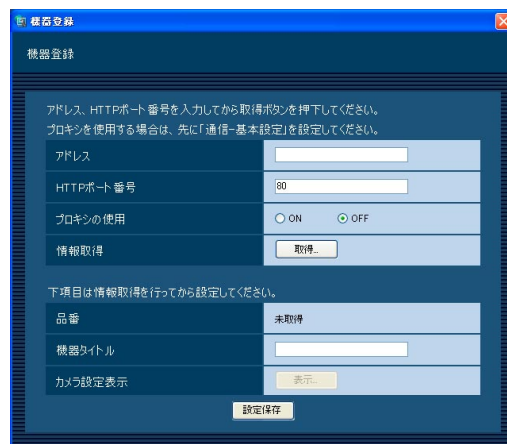 機器登録
機器登録
アドレス、HTTPポート番号を入力してから取得ボタンを押下してください。
プロキシを使用する場合は、先に「通信-基本設定」を設定してください。
アドレス
HTTPポート番号 80
プロキシの使用 ON OFF
情報取得 取得...
下項目は情報取得を行ってから設定してください。
品番 未取得
機器タイトル
カメラ設定表示 表示...
設定保存